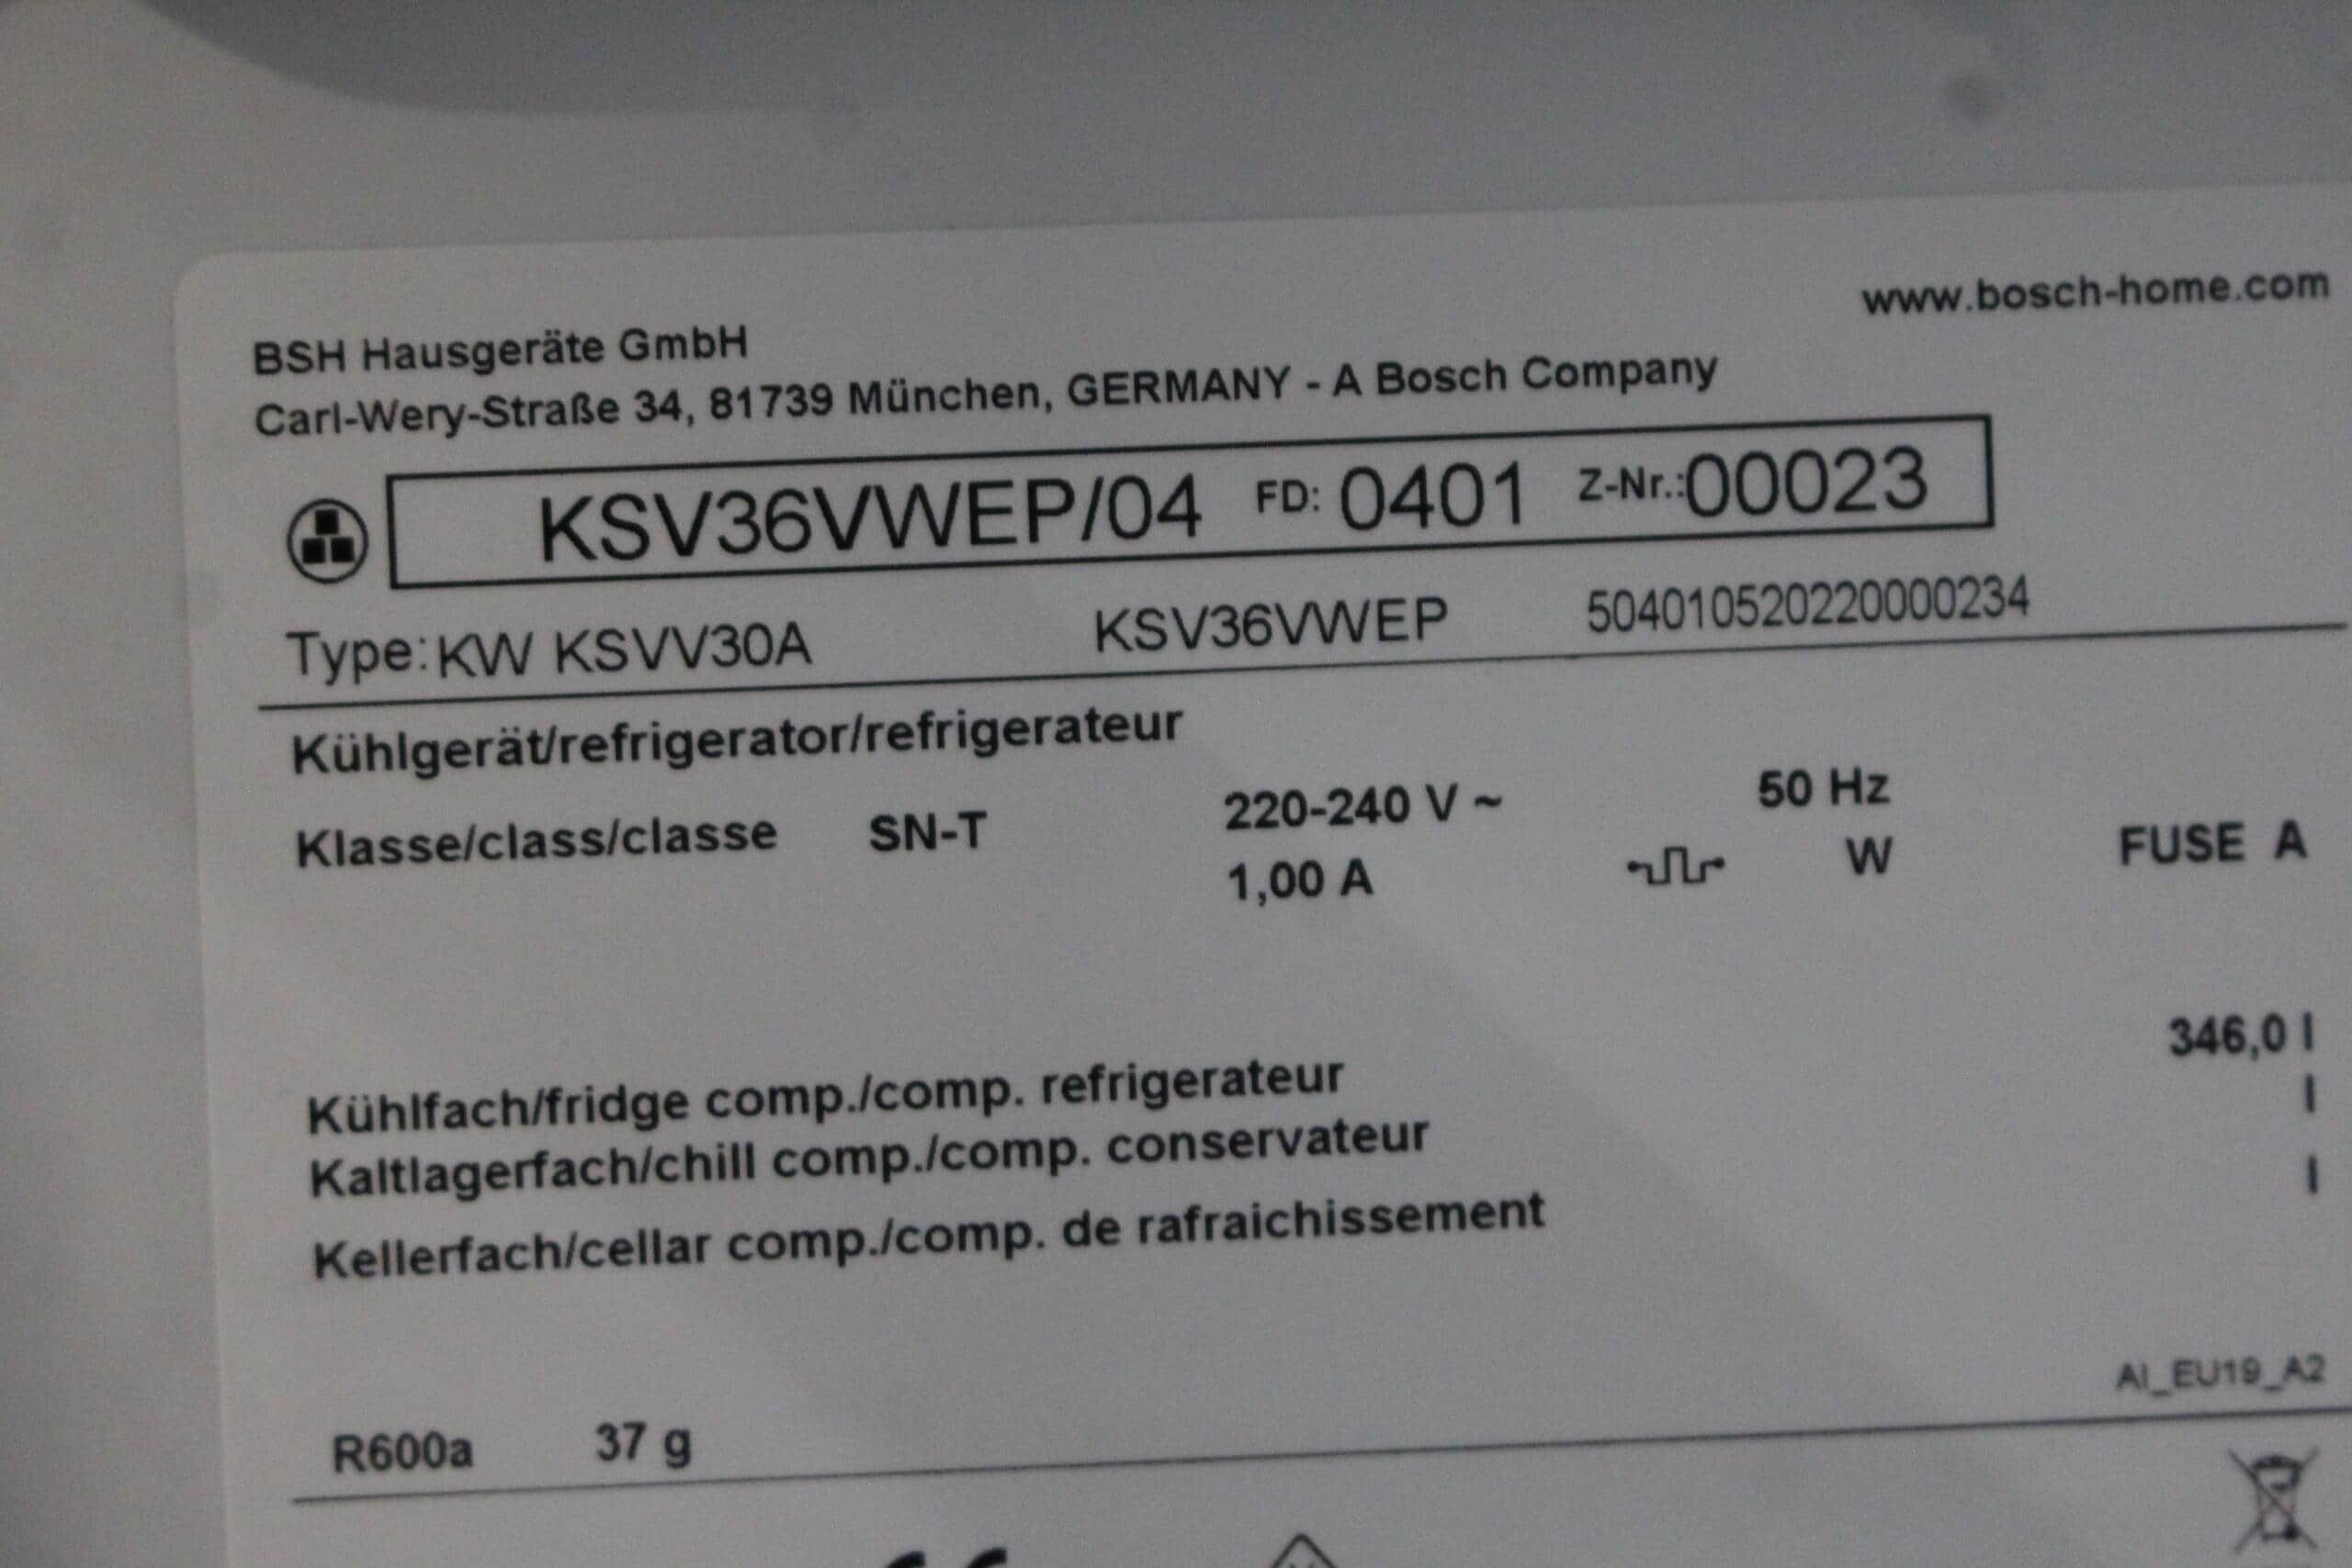 www.bosch-home.com
BSH Hausgeräte GmbH
Carl-Wery-Straße 34, 81739 München, GERMANY - A Bosch Company
KSV36VWEP/04 FD: 0401 Z-Nr.:00023
Type: KW KSVV30A KSV36VWEP 504010520220000234
Kühlgerät/refrigerator/refrigerateur
Klasse/class/classe SN-T 220-240 V ~ 50 Hz
1,00 A W FUSE A
346,0 l
Kühlfach/fridge comp./comp. refrigerateur l
Kaltlagerfach/chill comp./comp. conservateur l
Kellerfach/cellar comp./comp. de rafraichissement
AI_EU19_A2
R600a 37 g